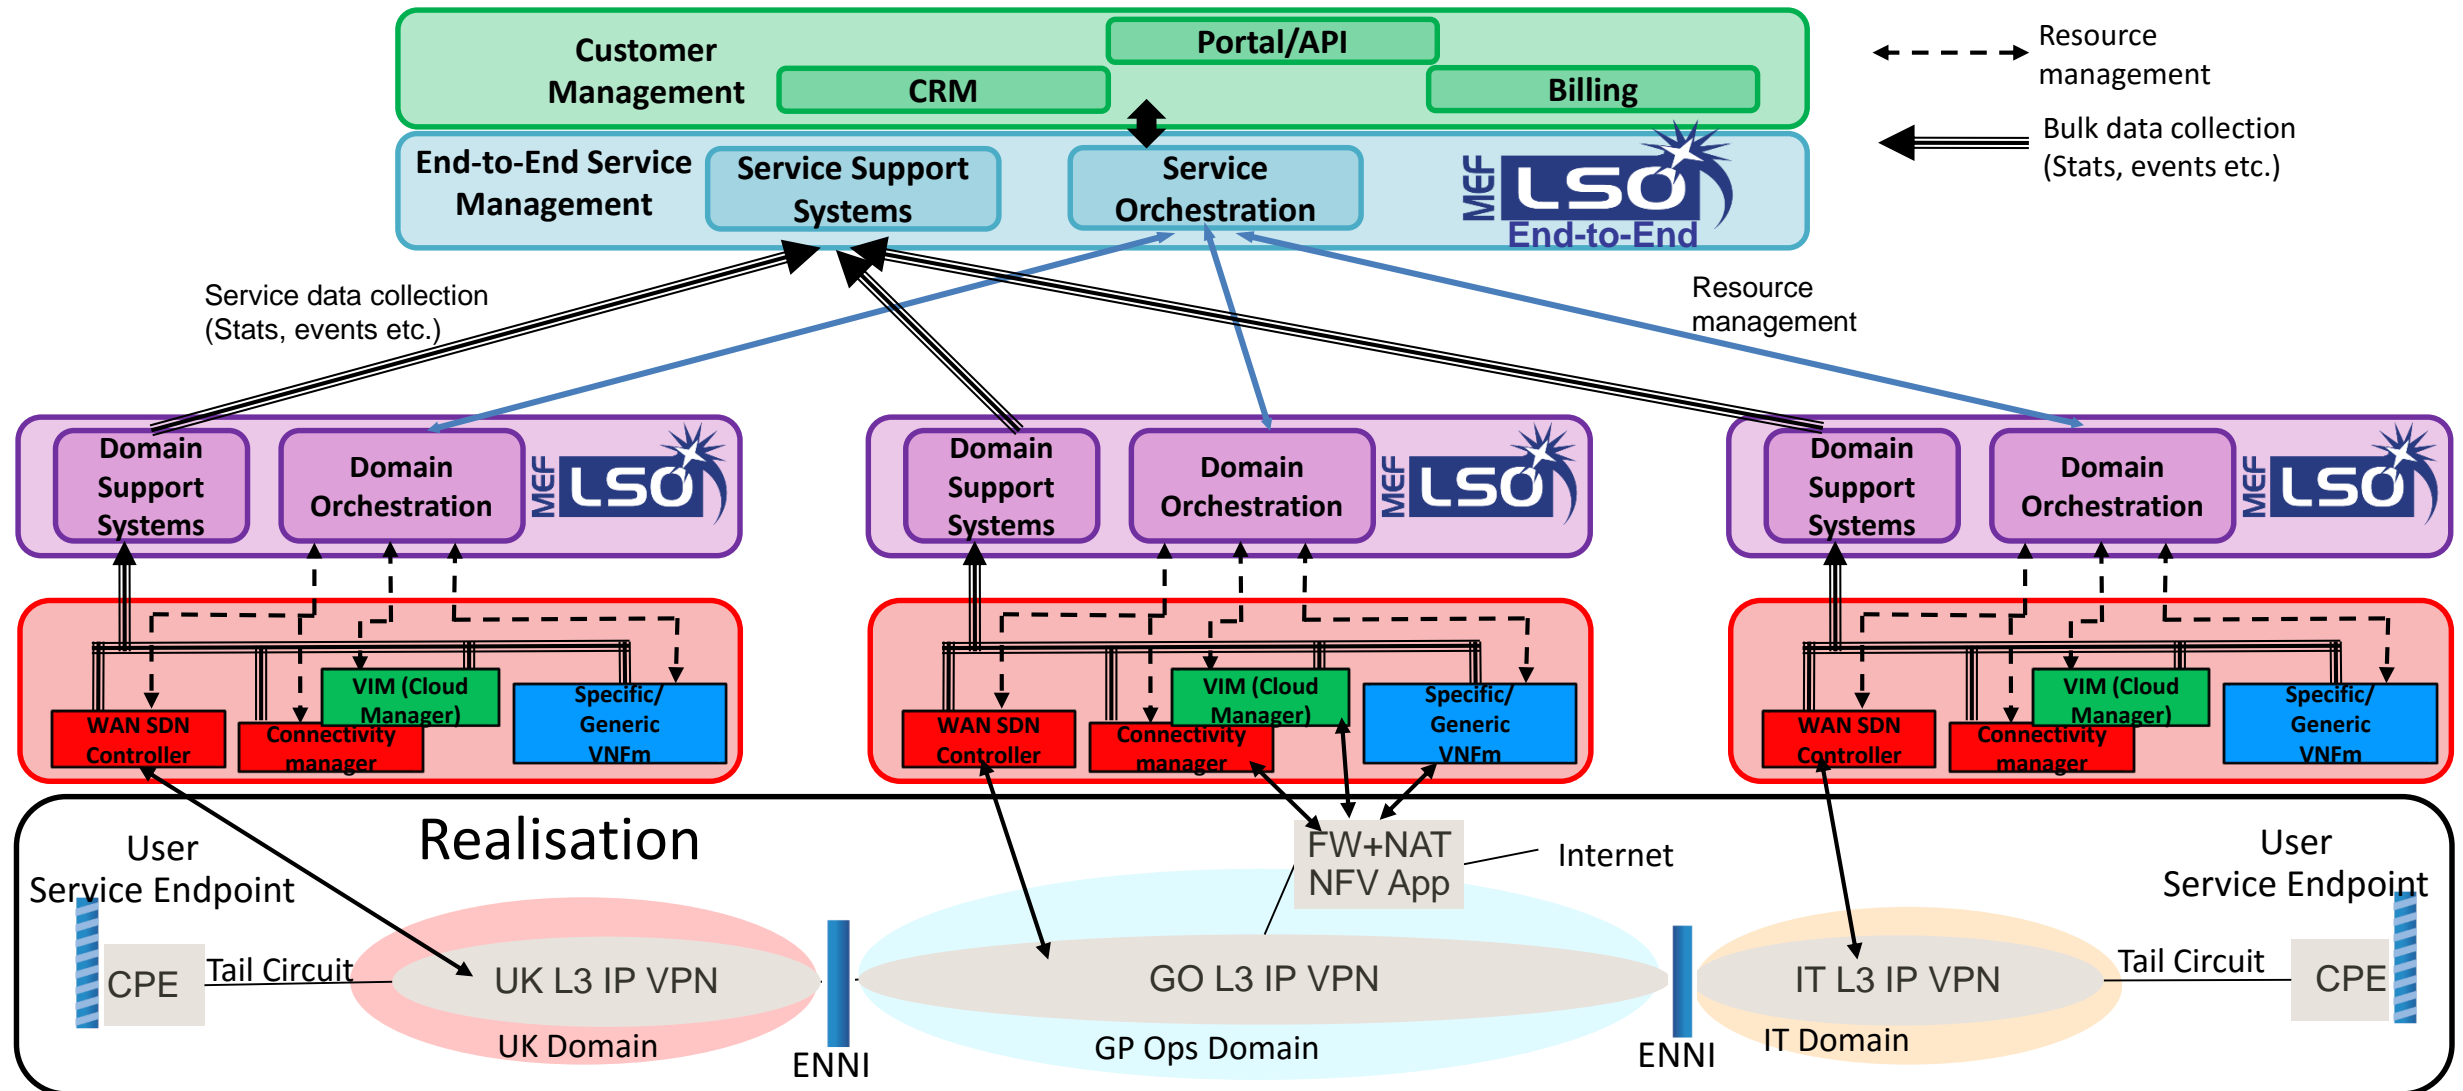 Customer
Management
Portal/API
CRM
Billing
Resource
management
Bulk data collection
(Stats, events etc.)
End-to-End Service
Management
Service Support
Systems
Service
Orchestration
MEF
LSO
End-to-End
Service data collection
(Stats, events etc.)
Resource
management
Domain
Support
Systems
Domain
Orchestration
MEF
LSO
Domain
Support
Systems
Domain
Orchestration
MEF
LSO
Domain
Support
Systems
Domain
Orchestration
MEF
LSO
WAN SDN
Controller
Connectivity
manager
VIM (Cloud
Manager)
Specific/
Generic
VNFm
WAN SDN
Controller
Connectivity
manager
VIM (Cloud
Manager)
Specific/
Generic
VNFm
WAN SDN
Controller
Connectivity
manager
VIM (Cloud
Manager)
Specific/
Generic
VNFm
Realisation
User
Service Endpoint
FW+NAT
NFV App
Internet
User
Service Endpoint
CPE
Tail Circuit
UK L3 IP VPN
GO L3 IP VPN
IT L3 IP VPN
Tail Circuit
CPE
UK Domain
ENNI
GP Ops Domain
ENNI
IT Domain